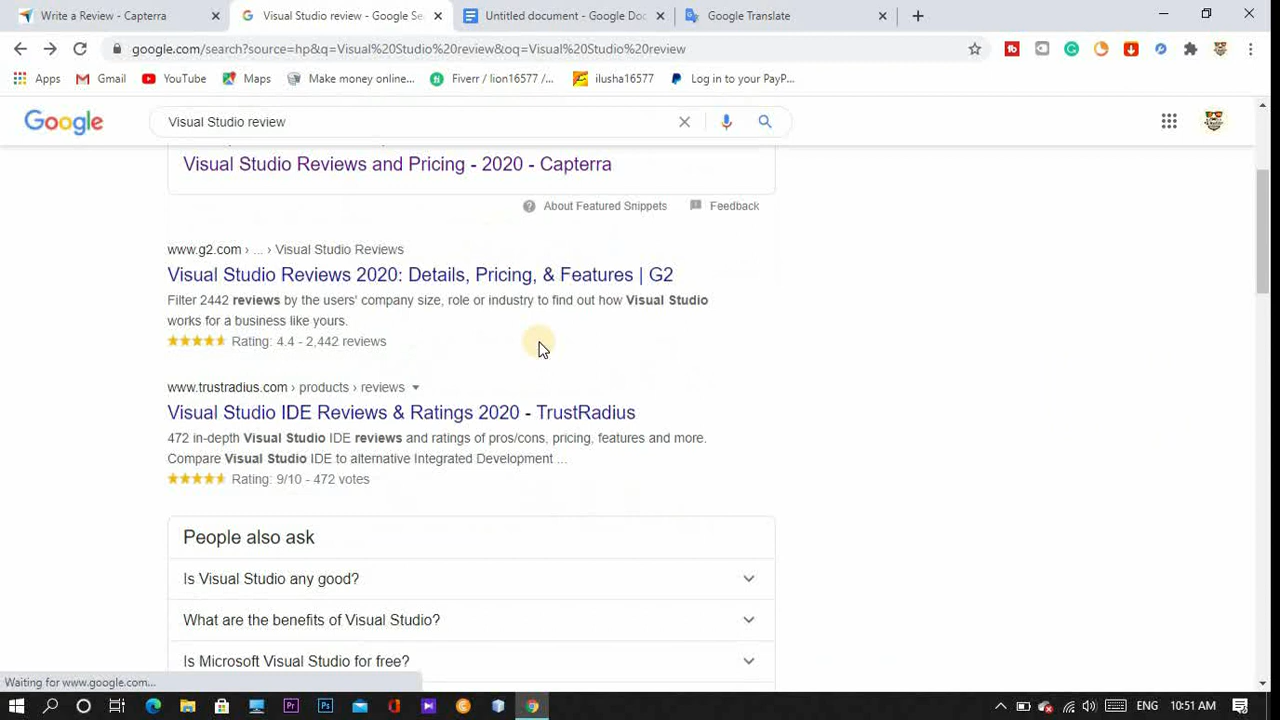 Write a Review - Capterra
Visual Studio review - Google Se
Untitled document - Google Doc
Google Translate
google.com/search?source=hp&q=Visual%20Studio%20review&oq=Visual%20Studio%20review
Apps
Gmail
YouTube
Maps
Make money online...
Fiverr / lion16577 /...
ilusha16577
Log in to your PayP...
Google
Visual Studio review
Visual Studio Reviews and Pricing - 2020 - Capterra
About Featured Snippets
Feedback
www.g2.com › ... › Visual Studio Reviews
Visual Studio Reviews 2020: Details, Pricing, & Features | G2
Filter 2442 reviews by the users' company size, role or industry to find out how Visual Studio
works for a business like yours.
Rating: 4.4 - 2,442 reviews
www.trustradius.com › products › reviews
Visual Studio IDE Reviews & Ratings 2020 - TrustRadius
472 in-depth Visual Studio IDE reviews and ratings of pros/cons, pricing, features and more.
Compare Visual Studio IDE to alternative Integrated Development ...
Rating: 9/10 - 472 votes
People also ask
Is Visual Studio any good?
What are the benefits of Visual Studio?
Is Microsoft Visual Studio for free?
Waiting for www.google.com...
Pr
Ps
ENG
10:51 AM